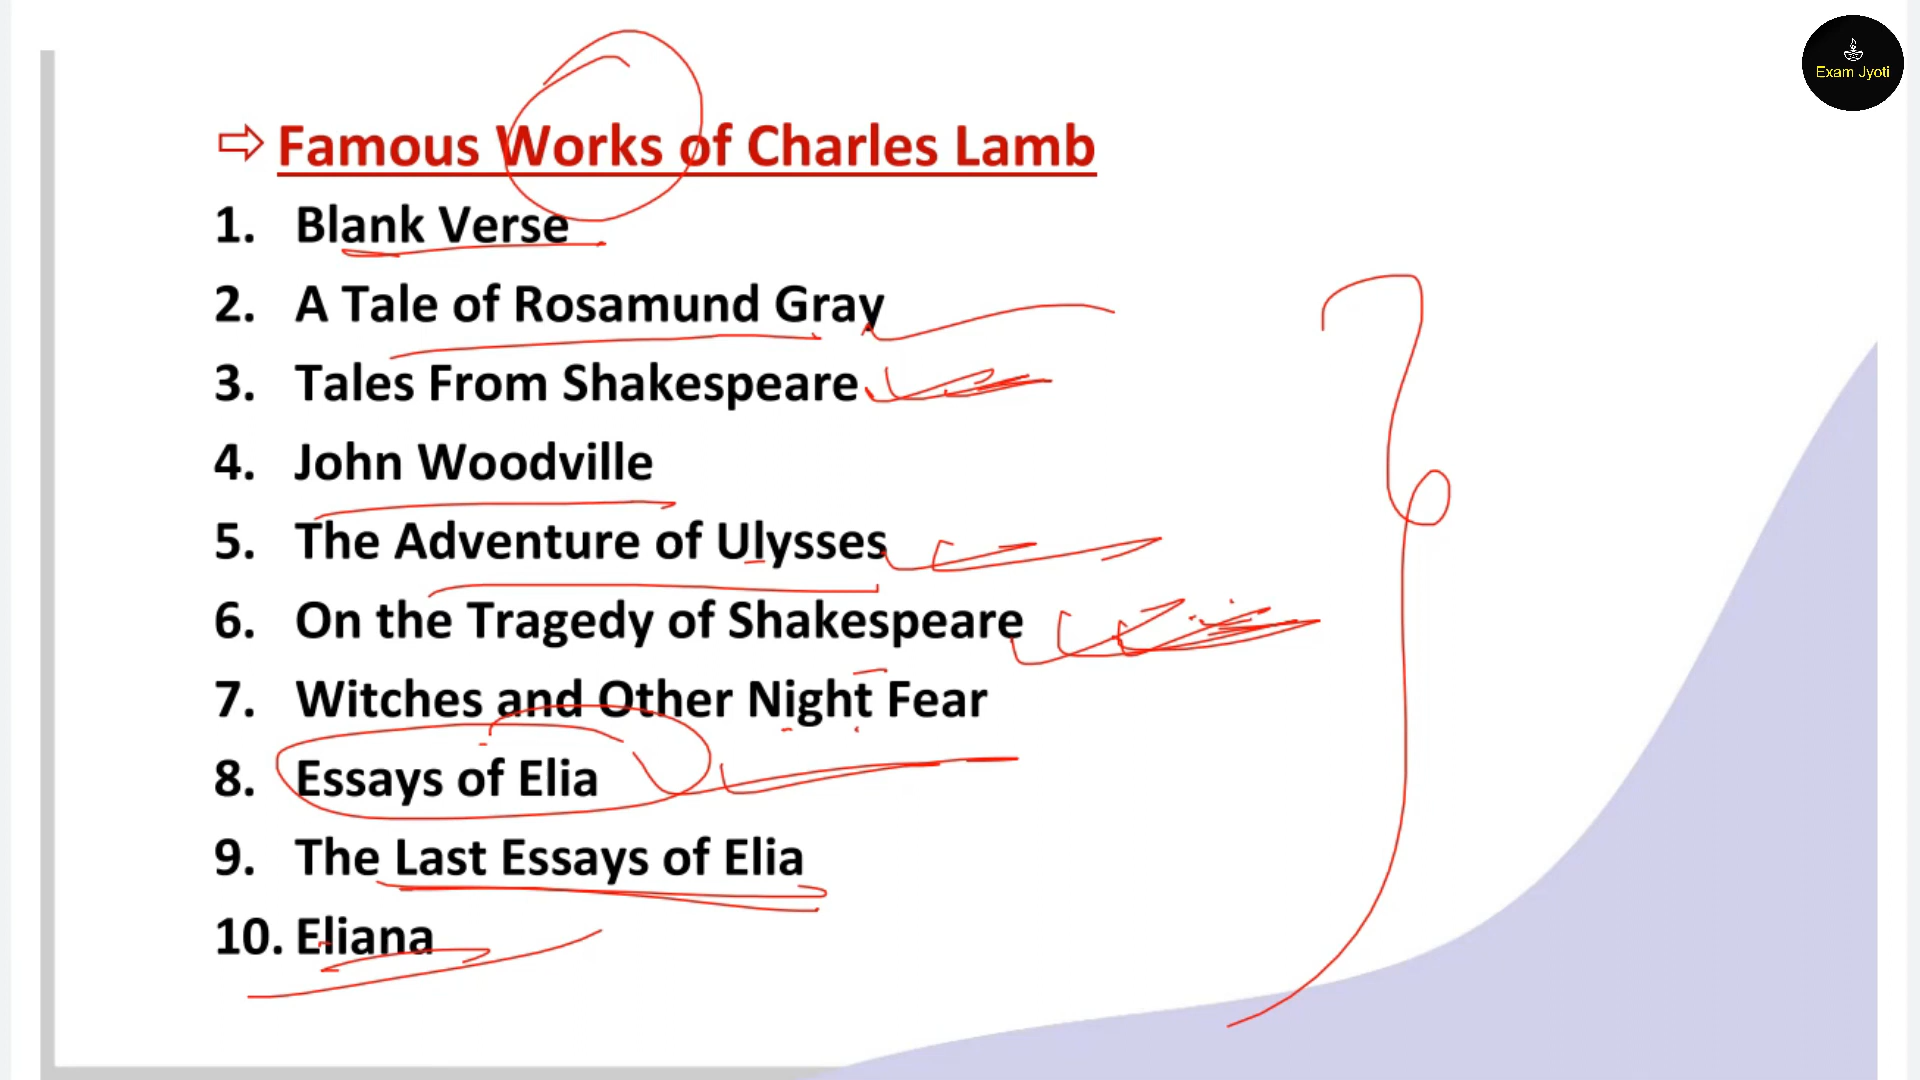 Exam Jyoti
⇨ Famous Works of Charles Lamb
1. Blank Verse
2. A Tale of Rosamund Gray
3. Tales From Shakespeare
4. John Woodville
5. The Adventure of Ulysses
6. On the Tragedy of Shakespeare
7. Witches and Other Night Fear
8. Essays of Elia
9. The Last Essays of Elia
10. Eliana